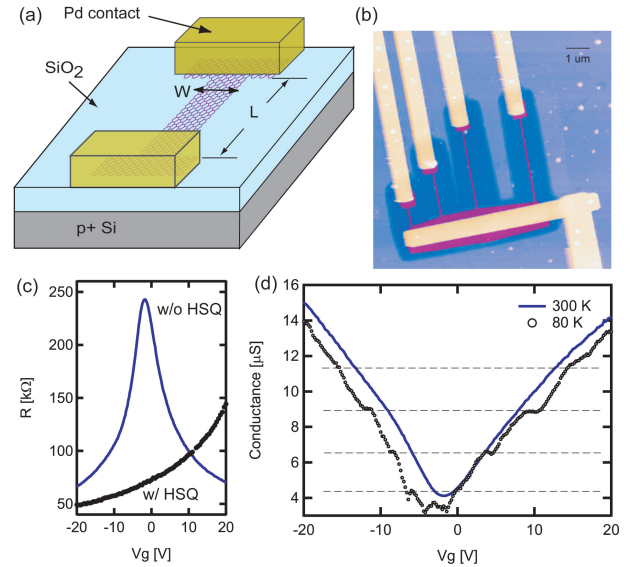 (a)
Pd contact
SiO2
W
L
p+ Si
(b)
1 um
(c)
R [kΩ]
250
200
150
100
50
w/o HSQ
w/ HSQ
-20 -10 0 10 20
Vg [V]
(d)
Conductance [µS]
16
14
12
10
8
6
4
300 K
80 K
-20 -10 0 10 20
Vg [V]